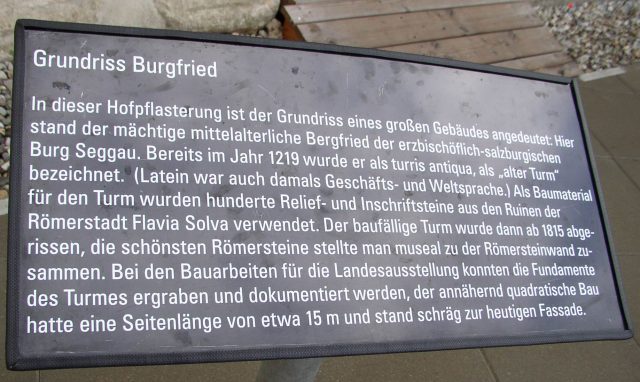 Grundriss Burgfried
In dieser Hofpflasterung ist der Grundriss eines großen Gebäudes angedeutet: Hier
stand der mächtige mittelalterliche Bergfried der erzbischöflich-salzburgischen
Burg Seggau. Bereits im Jahr 1219 wurde er als turris antiqua, als „alter Turm“
bezeichnet. (Latein war auch damals Geschäfts- und Weltsprache.) Als Baumaterial
für den Turm wurden hunderte Relief- und Inschriftsteine aus den Ruinen der
Römerstadt Flavia Solva verwendet. Der baufällige Turm wurde dann ab 1815 abge-
rissen, die schönsten Römersteine stellte man museal zu der Römersteinwand zu-
sammen. Bei den Bauarbeiten für die Landesausstellung konnten die Fundamente
des Turmes ergraben und dokumentiert werden, der annähernd quadratische Bau
hatte eine Seitenlänge von etwa 15 m und stand schräg zur heutigen Fassade.